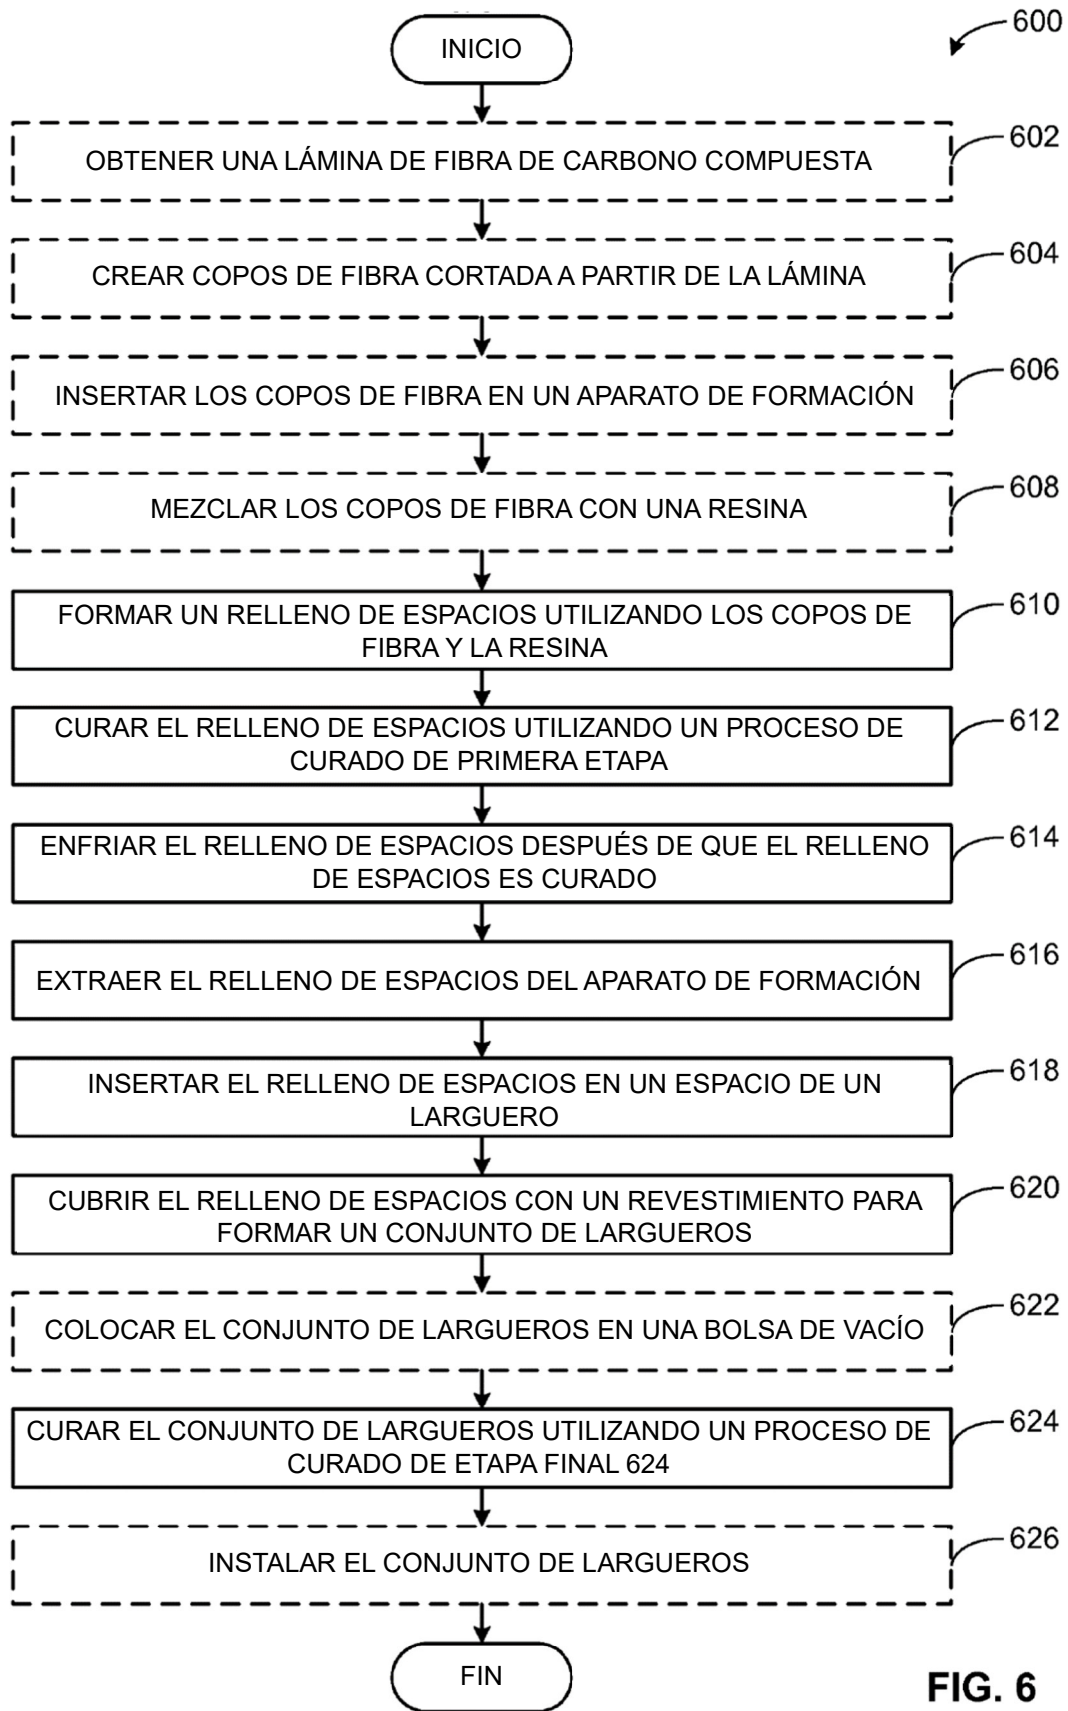 INICIO
600
OBTENER UNA LÁMINA DE FIBRA DE CARBONO COMPUESTA
602
CREAR COPOS DE FIBRA CORTADA A PARTIR DE LA LÁMINA
604
INSERTAR LOS COPOS DE FIBRA EN UN APARATO DE FORMACIÓN
606
MEZCLAR LOS COPOS DE FIBRA CON UNA RESINA
608
FORMAR UN RELLENO DE ESPACIOS UTILIZANDO LOS COPOS DE
FIBRA Y LA RESINA
610
CURAR EL RELLENO DE ESPACIOS UTILIZANDO UN PROCESO DE
CURADO DE PRIMERA ETAPA
612
ENFRIAR EL RELLENO DE ESPACIOS DESPUÉS DE QUE EL RELLENO
DE ESPACIOS ES CURADO
614
EXTRAER EL RELLENO DE ESPACIOS DEL APARATO DE FORMACIÓN
616
INSERTAR EL RELLENO DE ESPACIOS EN UN ESPACIO DE UN
LARGUERO
618
CUBRIR EL RELLENO DE ESPACIOS CON UN REVESTIMIENTO PARA
FORMAR UN CONJUNTO DE LARGUEROS
620
COLOCAR EL CONJUNTO DE LARGUEROS EN UNA BOLSA DE VACÍO
622
CURAR EL CONJUNTO DE LARGUEROS UTILIZANDO UN PROCESO DE
CURADO DE ETAPA FINAL 624
624
INSTALAR EL CONJUNTO DE LARGUEROS
626
FIN
FIG. 6